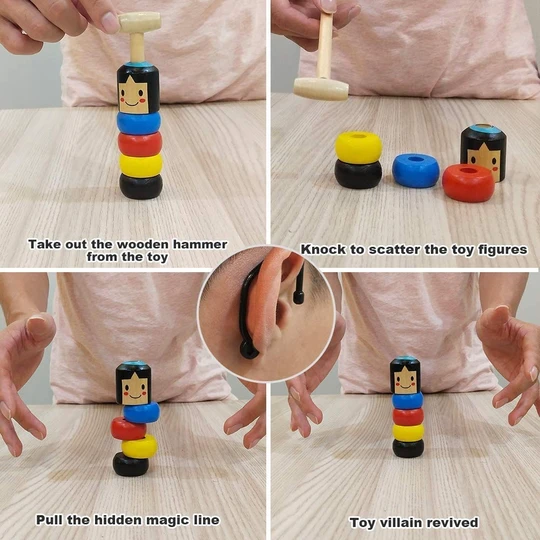 Take out the wooden hammer
from the toy
Knock to scatter the toy figures
Pull the hidden magic line
Toy villain revived